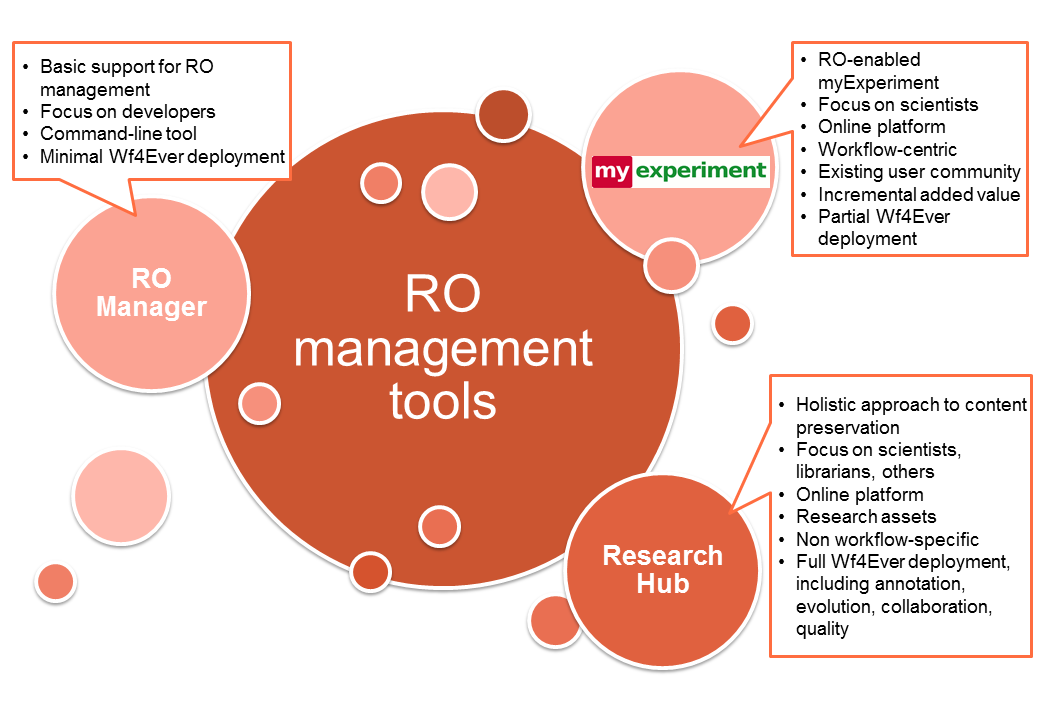 • Basic support for RO
management
• Focus on developers
• Command-line tool
• Minimal Wf4Ever deployment
RO
Manager
RO
management
tools
my experiment
• RO-enabled
myExperiment
• Focus on scientists
• Online platform
• Workflow-centric
• Existing user community
• Incremental added value
• Partial Wf4Ever
deployment
Research
Hub
• Holistic approach to content
preservation
• Focus on scientists,
librarians, others
• Online platform
• Research assets
• Non workflow-specific
• Full Wf4Ever deployment,
including annotation,
evolution, collaboration,
quality